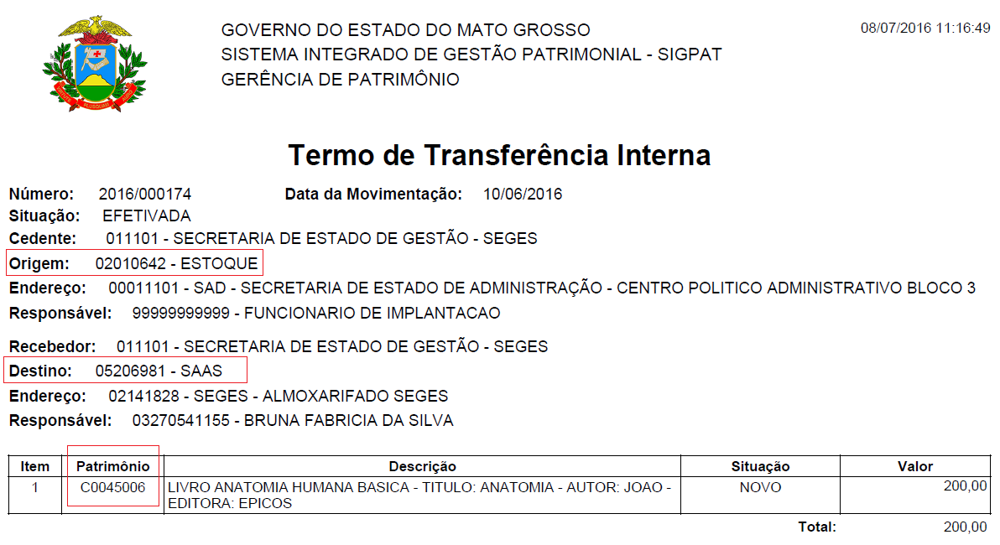 GOVERNO DO ESTADO DO MATO GROSSO
08/07/2016 11:16:49
SISTEMA INTEGRADO DE GESTÃO PATRIMONIAL - SIGPAT
GERÊNCIA DE PATRIMÔNIO
Termo de Transferência Interna
Número: 2016/000174 Data da Movimentação: 10/06/2016
Situação: EFETIVADA
Cedente: 011101 - SECRETARIA DE ESTADO DE GESTÃO - SEGES
Origem: 02010642 - ESTOQUE
Endereço: 00011101 - SAD - SECRETARIA DE ESTADO DE ADMINISTRAÇÃO - CENTRO POLITICO ADMINISTRATIVO BLOCO 3
Responsável: 99999999999 - FUNCIONARIO DE IMPLANTACAO
Recebedor: 011101 - SECRETARIA DE ESTADO DE GESTÃO - SEGES
Destino: 05206981 - SAAS
Endereço: 02141828 - SEGES - ALMOXARIFADO SEGES
Responsável: 03270541155 - BRUNA FABRICIA DA SILVA
Item Patrimônio Descrição Situação Valor
1 C0045006 LIVRO ANATOMIA HUMANA BASICA - TITULO: ANATOMIA - AUTOR: JOAO - NOVO 200,00
EDITORA: EPICOS
Total: 200,00